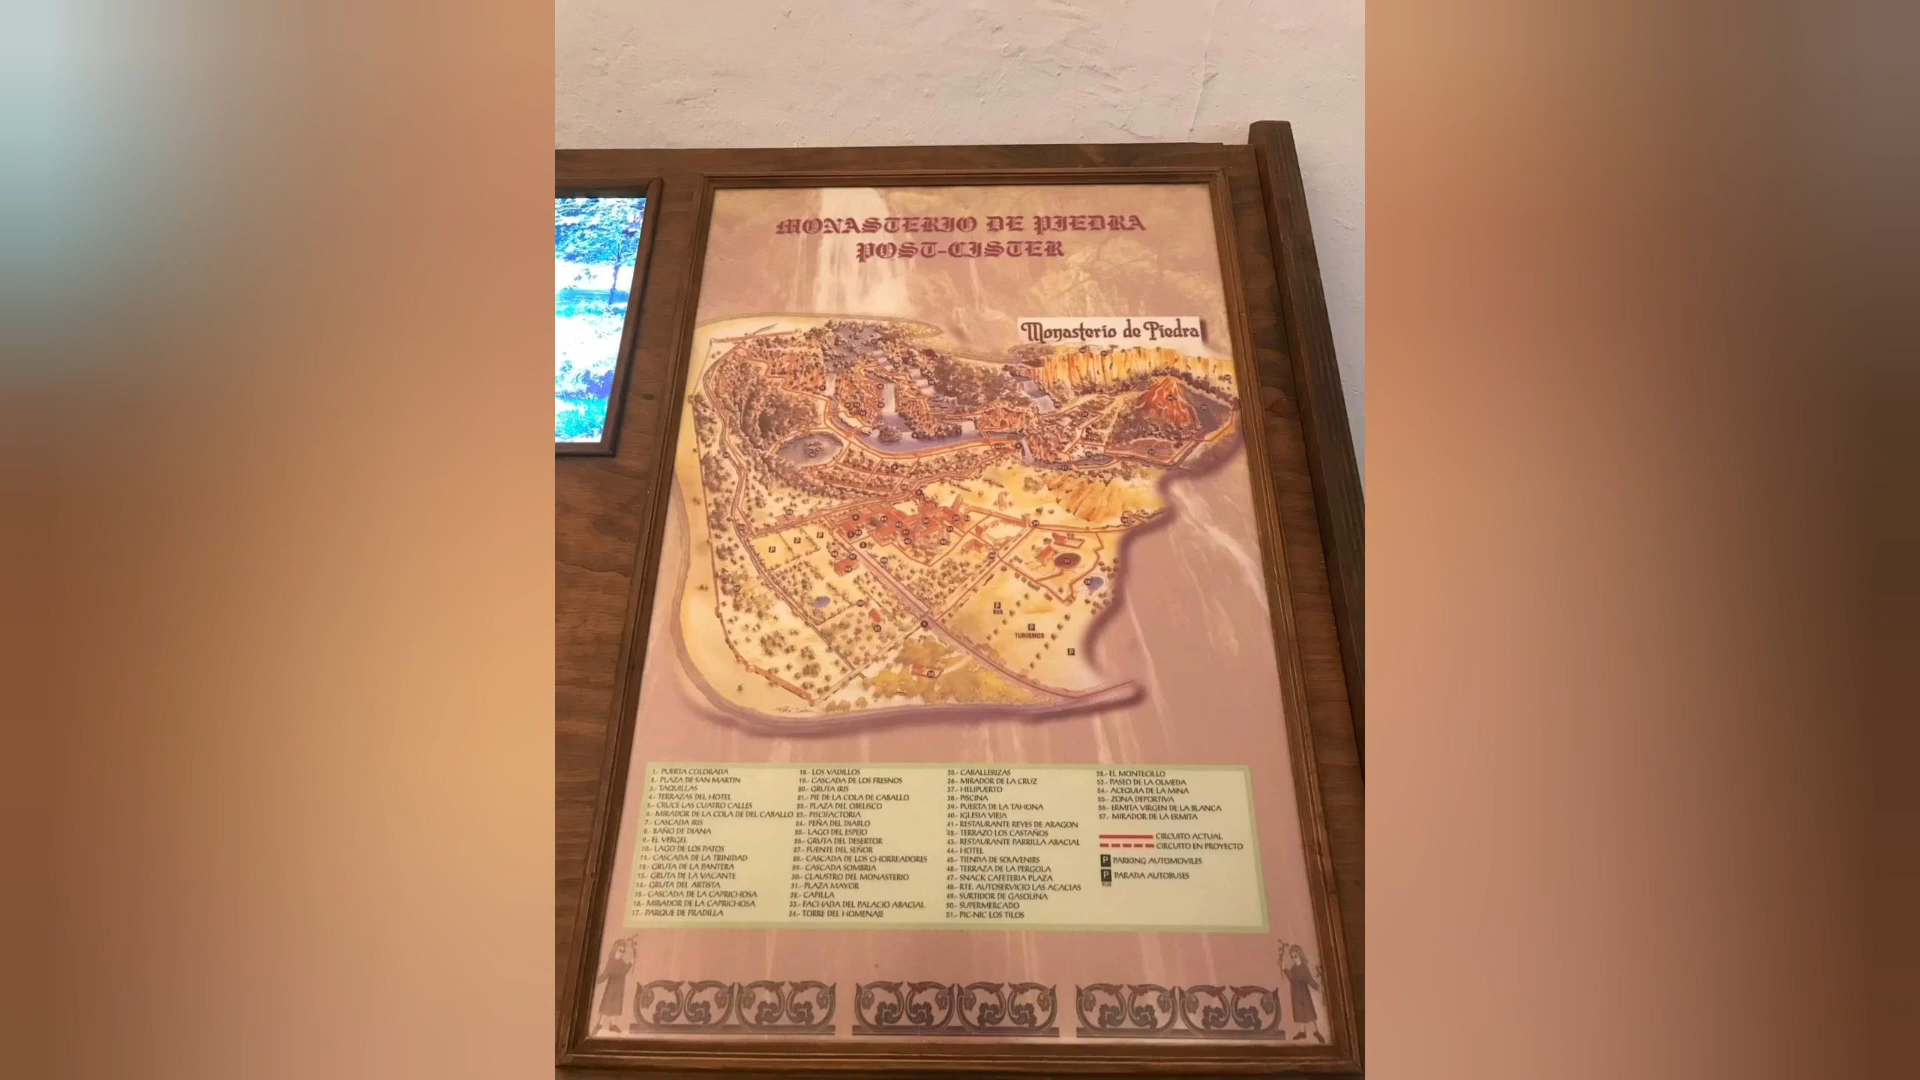 MONASTERIO DE PIEDRA
POST-CISTER
Monasterio de Piedra
P
P
P
P
BUS
P
TURISMOS
P
1.- PUERTA COLORADA
2.- PLAZA DE SAN MARTIN
3.- TAQUILLAS
4.- TERRAZAS DEL HOTEL
5.- CRUCE LAS CUATRO CALLES
6.- MIRADOR DE LA COLA DE DEL CABALLO
7.- CASCADA IRIS
8.- BAÑO DE DIANA
9.- EL VERGEL
10.- LAGO DE LOS PATOS
11.- CASCADA DE LA TRINIDAD
12.- GRUTA DE LA PANTERA
13.- GRUTA DE LA VACANTE
14.- GRUTA DEL ARTISTA
15.- CASCADA DE LA CAPRICHOSA
16.- MIRADOR DE LA CAPRICHOSA
17.- PARQUE DE PRADILLA
18.- LOS VADILLOS
19.- CASCADA DE LOS FRESNOS
20.- GRUTA IRIS
21.- PIE DE LA COLA DE CABALLO
22.- PLAZA DEL OBELISCO
23.- PISCIFACTORIA
24.- PEÑA DEL DIABLO
25.- LAGO DEL ESPEJO
26.- GRUTA DEL DESERTOR
27.- FUENTE DEL SEÑOR
28.- CASCADA DE LOS CHORREADORES
29.- CASCADA SOMBRIA
30.- CLAUSTRO DEL MONASTERIO
31.- PLAZA MAYOR
32.- CAPILLA
33.- FACHADA DEL PALACIO ABACIAL
34.- TORRE DEL HOMENAJE
35.- CABALLERIZAS
36.- MIRADOR DE LA CRUZ
37.- HELIPUERTO
38.- PISCINA
39.- PUERTA DE LA TAHONA
40.- IGLESIA VIEJA
41.- RESTAURANTE REYES DE ARAGON
42.- TERRAZO LOS CASTAÑOS
43.- RESTAURANTE PARRILLA ABACIAL
44.- HOTEL
45.- TIENDA DE SOUVENIRS
46.- TERRAZA DE LA PERGOLA
47.- SNACK CAFETERIA PLAZA
48.- RTE. AUTOSERVICIO LAS ACACIAS
49.- SURTIDOR DE GASOLINA
50.- SUPERMERCADO
51.- PIC-NIC LOS TILOS
52.- EL MONTECILLO
53.- PASEO DE LA OLMEDA
54.- ACEQUIA DE LA MINA
55.- ZONA DEPORTIVA
56.- ERMITA VIRGEN DE LA BLANCA
57.- MIRADOR DE LA ERMITA
CIRCUITO ACTUAL
CIRCUITO EN PROYECTO
P PARKING AUTOMOVILES
P PARADA AUTOBUSES
BUS